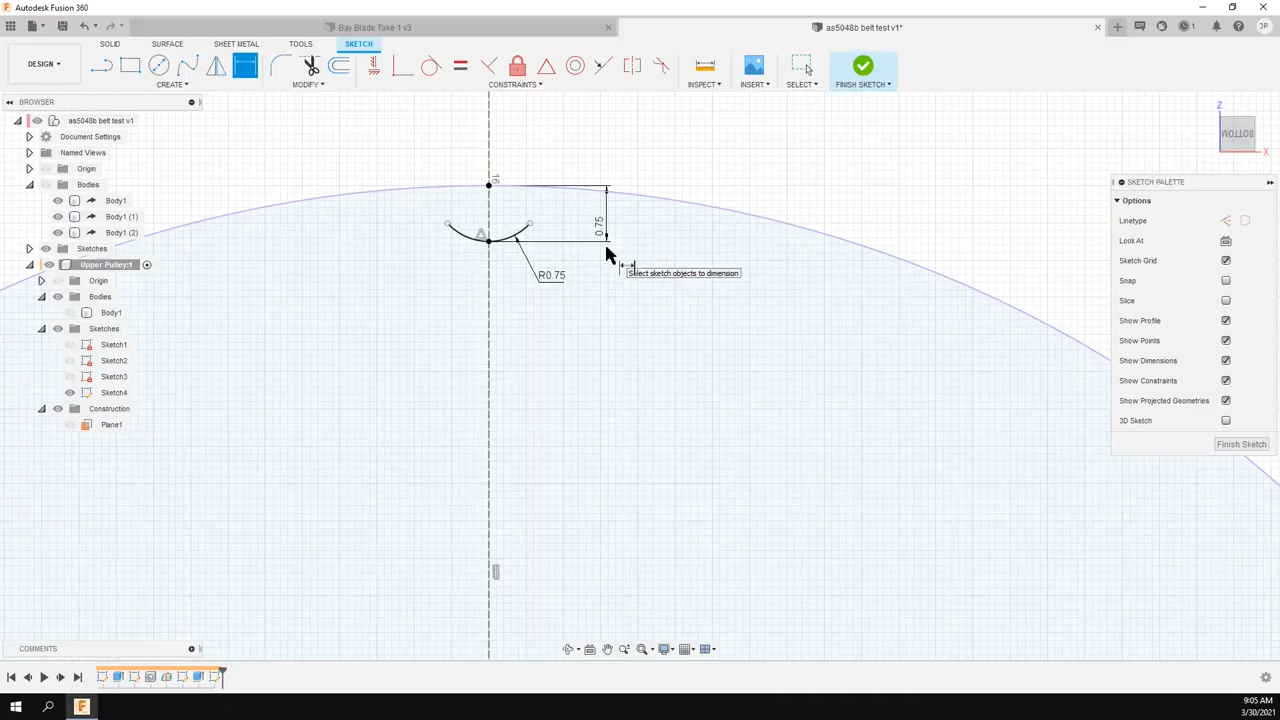 Autodesk Fusion 360
Bay Blade Take 1 v3
as5048b belt test v1*
1
JP
DESIGN
SOLID
SURFACE
SHEET METAL
TOOLS
SKETCH
CREATE
MODIFY
CONSTRAINTS
INSPECT
INSERT
SELECT
FINISH SKETCH
BROWSER
as5048b belt test v1
Document Settings
Named Views
Origin
Bodies
Body1
Body1 (1)
Body1 (2)
Sketches
Upper Pulley:1
Origin
Bodies
Body1
Sketches
Sketch1
Sketch2
Sketch3
Sketch4
Construction
Plane1
16
0.75
R0.75
Select sketch objects to dimension
Z
BOTTOM
X
SKETCH PALETTE
Options
Linetype
Look At
Sketch Grid
Snap
Slice
Show Profile
Show Points
Show Dimensions
Show Constraints
Show Projected Geometries
3D Sketch
Finish Sketch
COMMENTS
9:05 AM
3/30/2021